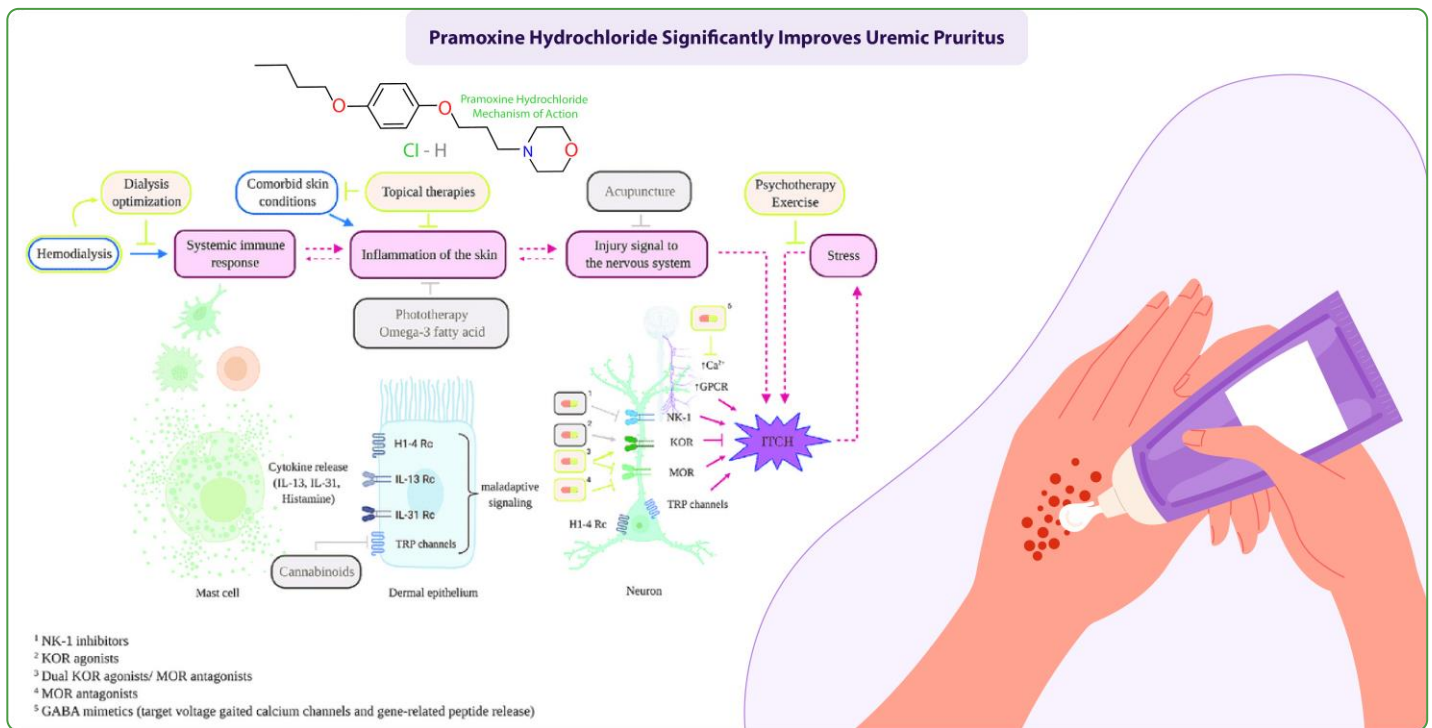 Pramoxine Hydrochloride Significantly Improves Uremic Pruritus
O
O
Pramoxine Hydrochloride
Mechanism of Action
N
O
Cl - H
Dialysis
optimization
Comorbid skin
conditions
Topical therapies
Acupuncture
Psychotherapy
Exercise
Hemodialysis
Systemic immune
response
Inflammation of the skin
Injury signal to
the nervous system
Stress
Phototherapy
Omega-3 fatty acid
5
↑Ca²⁺
↑GPCR
1
NK-1
2
KOR
3
MOR
4
TRP channels
ITCH
H1-4 Rc
Cytokine release
(IL-13, IL-31,
Histamine)
H1-4 Rc
IL-13 Rc
IL-31 Rc
TRP channels
maladaptive
signaling
Cannabinoids
Mast cell
Dermal epithelium
Neuron
¹ NK-1 inhibitors
² KOR agonists
³ Dual KOR agonists/ MOR antagonists
⁴ MOR antagonists
⁵ GABA mimetics (target voltage gaited calcium channels and gene-related peptide release)